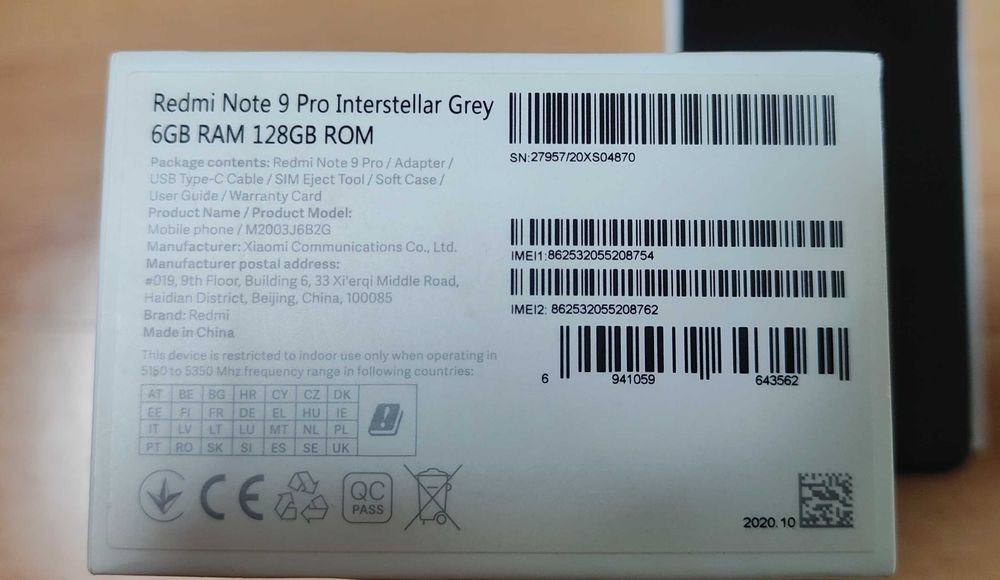 Redmi Note 9 Pro Interstellar Grey
6GB RAM 128GB ROM
Package contents: Redmi Note 9 Pro / Adapter /
USB Type-C Cable / SIM Eject Tool / Soft Case /
User Guide / Warranty Card
Product Name / Product Model:
Mobile phone / M2003J6B2G
Manufacturer: Xiaomi Communications Co., Ltd.
Manufacturer postal address:
#019, 9th Floor, Building 6, 33 Xi'erqi Middle Road,
Haidian District, Beijing, China, 100085
Brand: Redmi
Made in China
This device is restricted to indoor use only when operating in
5150 to 5350 Mhz frequency range in following countries:
AT BE BG HR CY CZ DK
EE FI FR DE EL HU IE
IT LV LT LU MT NL PL
PT RO SK SI ES SE UK
CE
QC
PASS
SN:27957/20XS04870
IMEI1:862532055208754
IMEI2: 862532055208762
6 941059 643562
2020.10